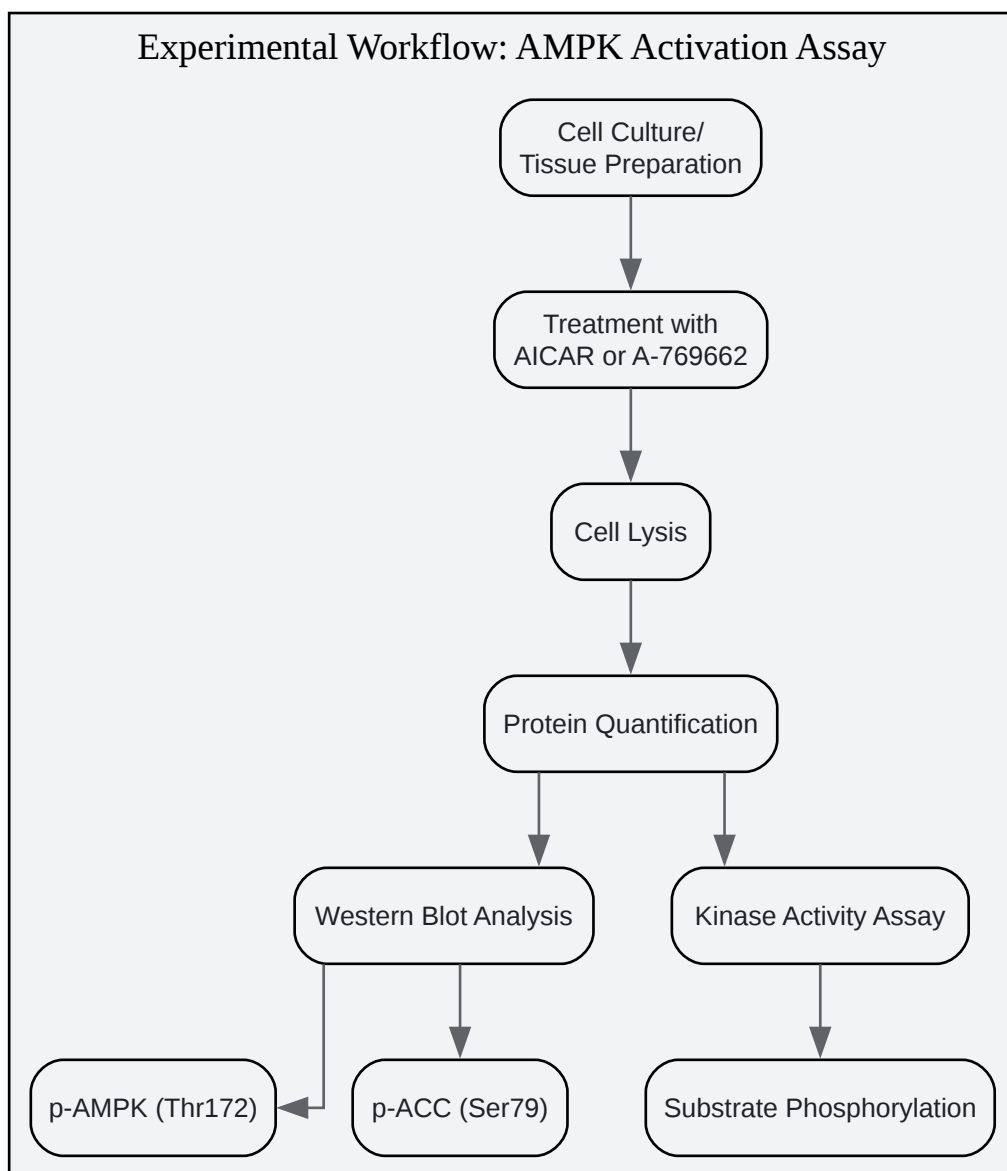 Experimental Workflow: AMPK Activation Assay
Cell Culture/
Tissue Preparation
Treatment with
AICAR or A-769662
Cell Lysis
Protein Quantification
Western Blot Analysis
Kinase Activity Assay
p-AMPK (Thr172)
p-ACC (Ser79)
Substrate Phosphorylation